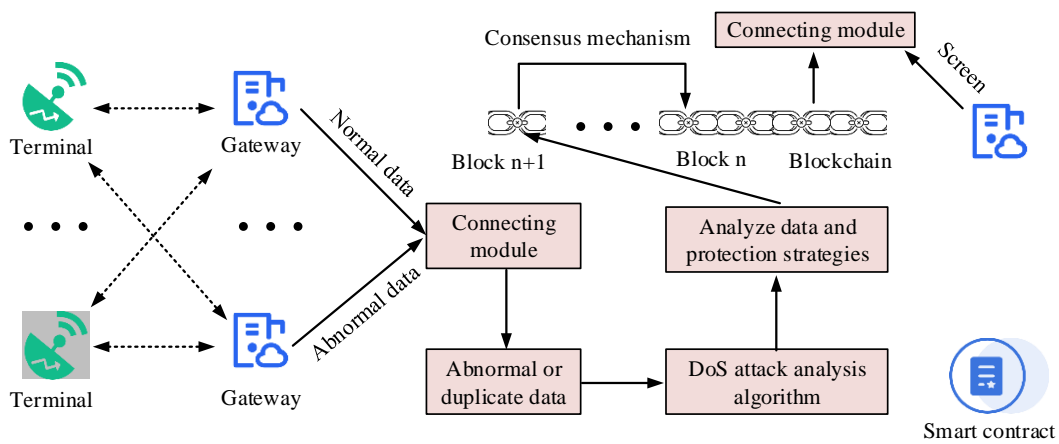 Consensus mechanism
Connecting module
Screen
Terminal
Gateway
Normal data
Block n+1
Block n
Blockchain
Connecting
module
Analyze data and
protection strategies
Abnormal data
Terminal
Gateway
Abnormal or
duplicate data
DoS attack analysis
algorithm
Smart contract